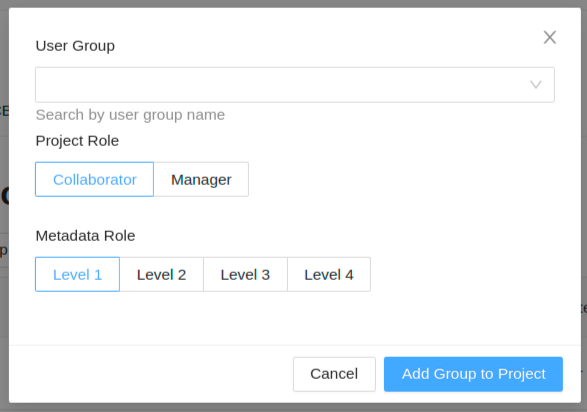 User Group
Search by user group name
Project Role
Collaborator Manager
Metadata Role
Level 1 Level 2 Level 3 Level 4
Cancel Add Group to Project